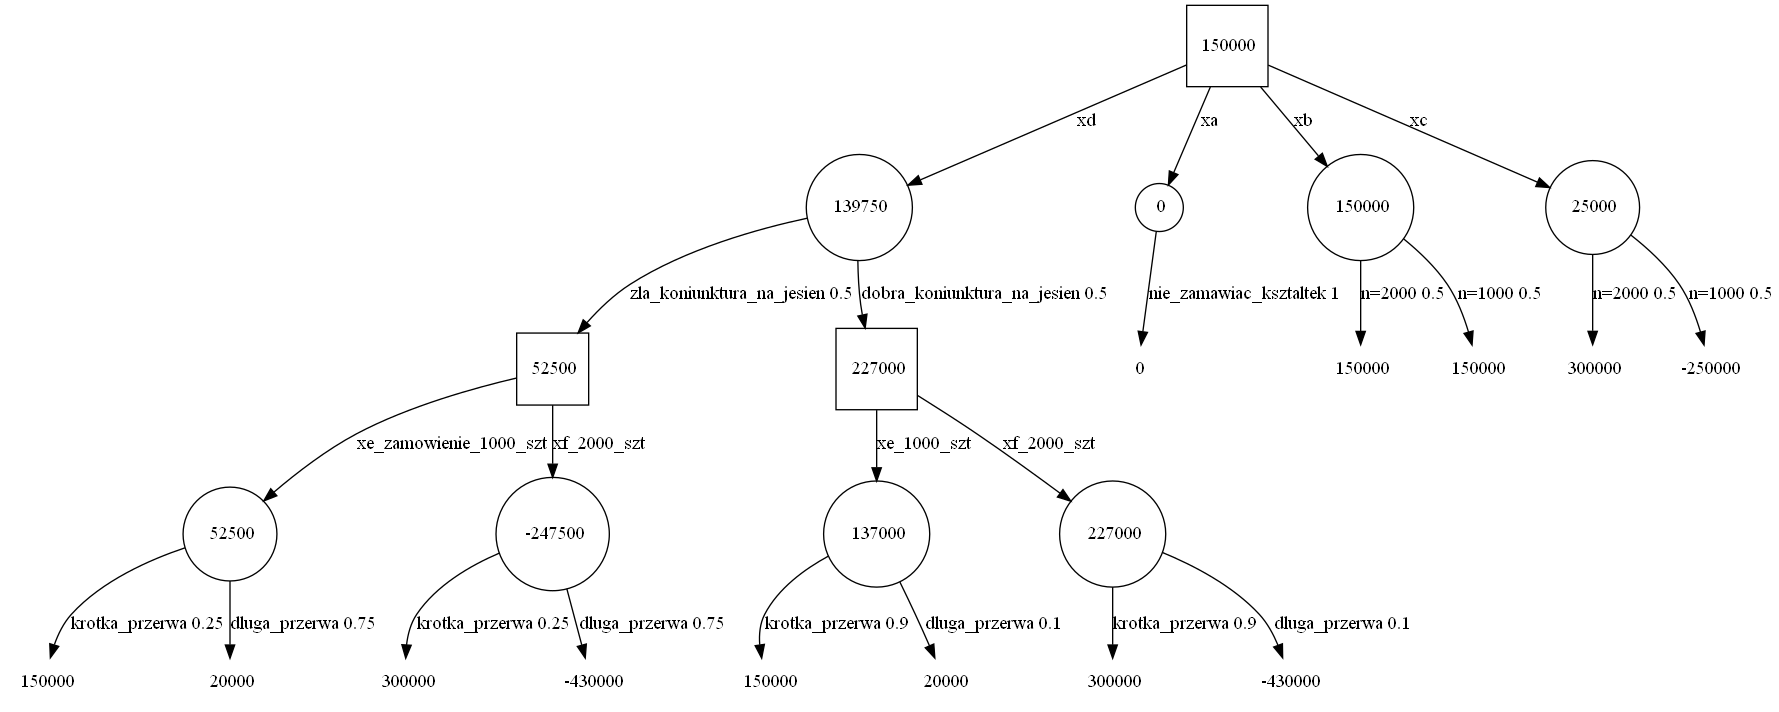 150000
xd
xa
xb
xc
139750
0
150000
25000
zla_koniunktura_na_jesien 0.5
dobra_koniunktura_na_jesien 0.5
nie_zamawiac_ksztaltek 1
n=2000 0.5
n=1000 0.5
n=2000 0.5
n=1000 0.5
52500
227000
0
150000
150000
300000
-250000
xe_zamowienie_1000_szt
xf_2000_szt
xe_1000_szt
xf_2000_szt
52500
-247500
137000
227000
krotka_przerwa 0.25
dluga_przerwa 0.75
krotka_przerwa 0.25
dluga_przerwa 0.75
krotka_przerwa 0.9
dluga_przerwa 0.1
krotka_przerwa 0.9
dluga_przerwa 0.1
150000
20000
300000
-430000
150000
20000
300000
-430000